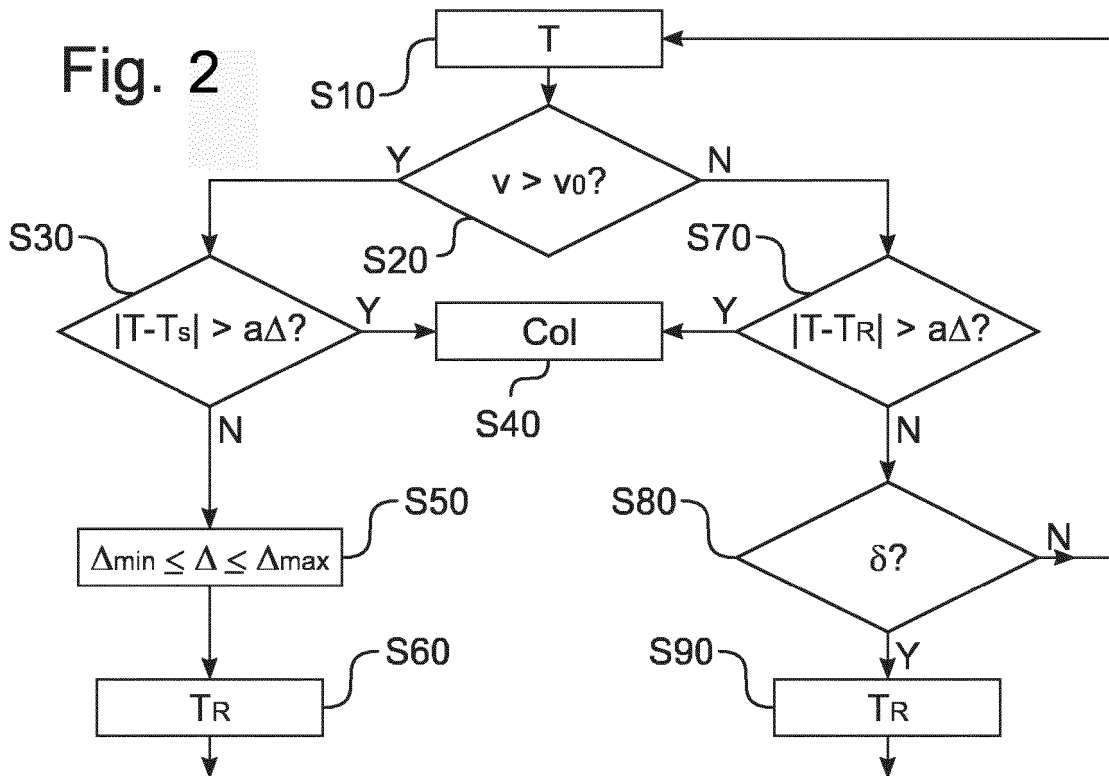 Fig. 2
T
S10
Y
N
v > v0?
S20
S30
S70
|T-Ts| > aΔ?
Y
Col
Y
|T-TR| > aΔ?
S40
N
N
S50
S80
Δmin ≤ Δ ≤ Δmax
δ?
N
S60
S90
Y
TR
TR